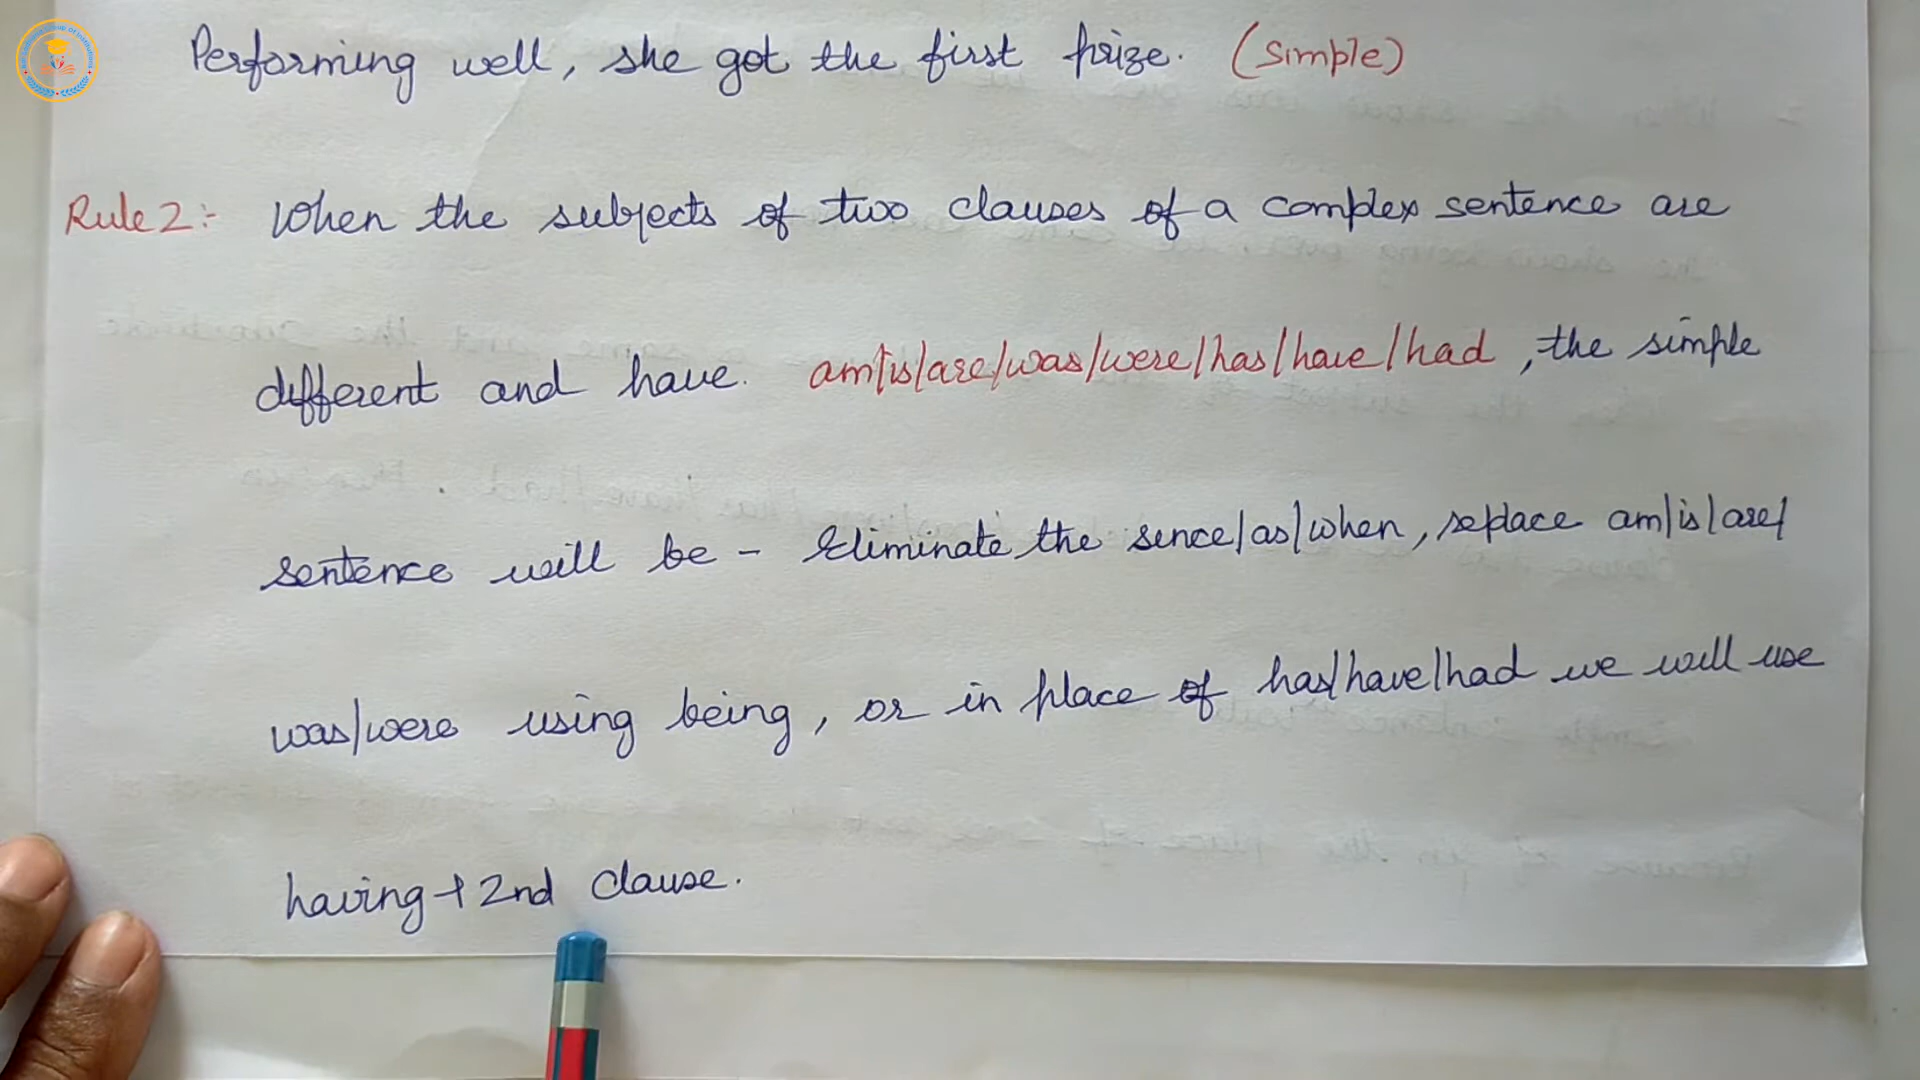 Performing well, she got the first prize. (Simple)
Rule 2:- When the subjects of two clauses of a complex sentence are
different and have. am/is/are/was/were/has/have/had, the simple
sentence will be - Eliminate the sence/as/when, replace am/is/are/
was/were using being, or in place of has/have/had we will use
having + 2nd clause.